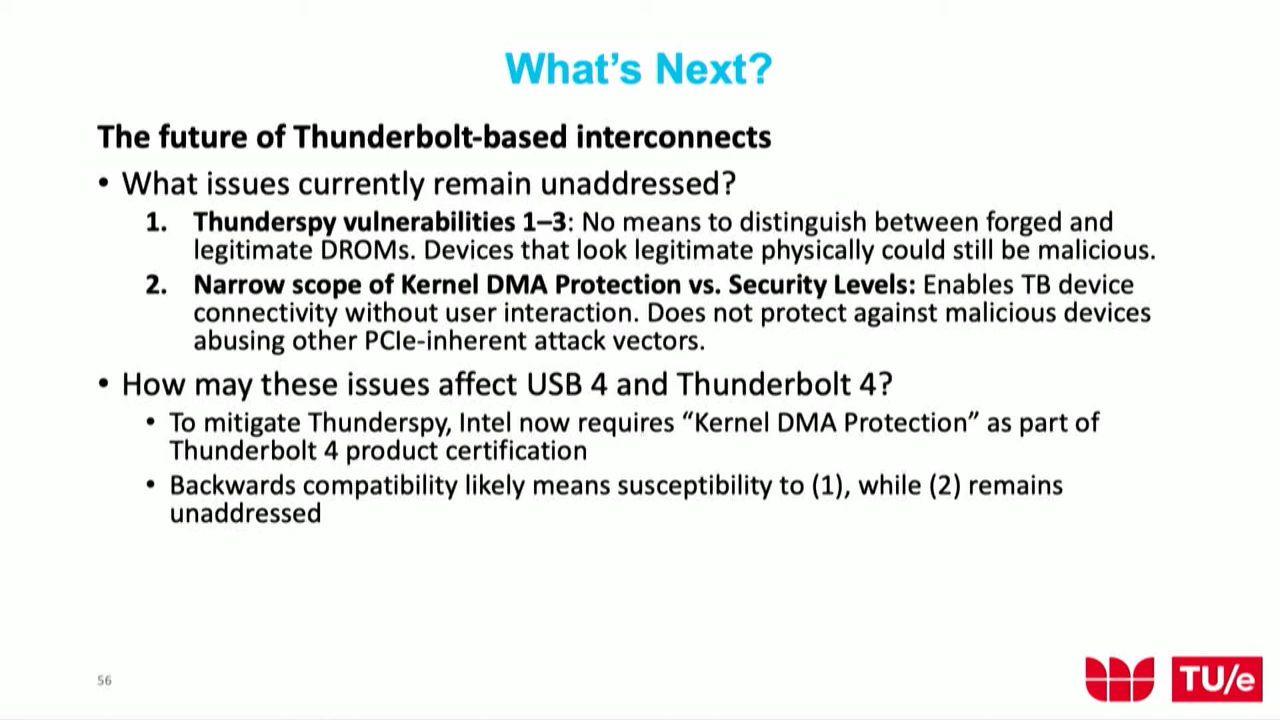 What's Next?
The future of Thunderbolt-based interconnects
• What issues currently remain unaddressed?
1. Thunderspy vulnerabilities 1–3: No means to distinguish between forged and
legitimate DROMs. Devices that look legitimate physically could still be malicious.
2. Narrow scope of Kernel DMA Protection vs. Security Levels: Enables TB device
connectivity without user interaction. Does not protect against malicious devices
abusing other PCIe-inherent attack vectors.
• How may these issues affect USB 4 and Thunderbolt 4?
• To mitigate Thunderspy, Intel now requires “Kernel DMA Protection” as part of
Thunderbolt 4 product certification
• Backwards compatibility likely means susceptibility to (1), while (2) remains
unaddressed
56
TU/e